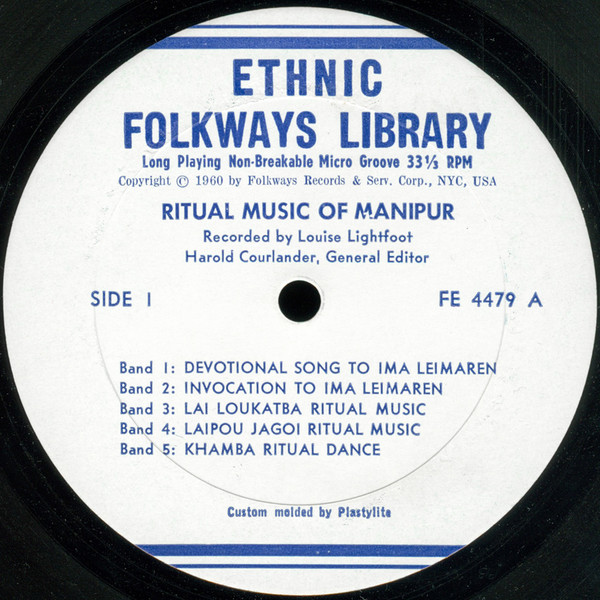 ETHNIC
FOLKWAYS LIBRARY
Long Playing Non-Breakable Micro Groove 33⅓ RPM
Copyright © 1960 by Folkways Records & Serv. Corp., NYC, USA
RITUAL MUSIC OF MANIPUR
Recorded by Louise Lightfoot
Harold Courlander, General Editor
SIDE I FE 4479 A
Band 1: DEVOTIONAL SONG TO IMA LEIMAREN
Band 2: INVOCATION TO IMA LEIMAREN
Band 3: LAI LOUKATBA RITUAL MUSIC
Band 4: LAIPOU JAGOI RITUAL MUSIC
Band 5: KHAMBA RITUAL DANCE
Custom molded by Plastylite